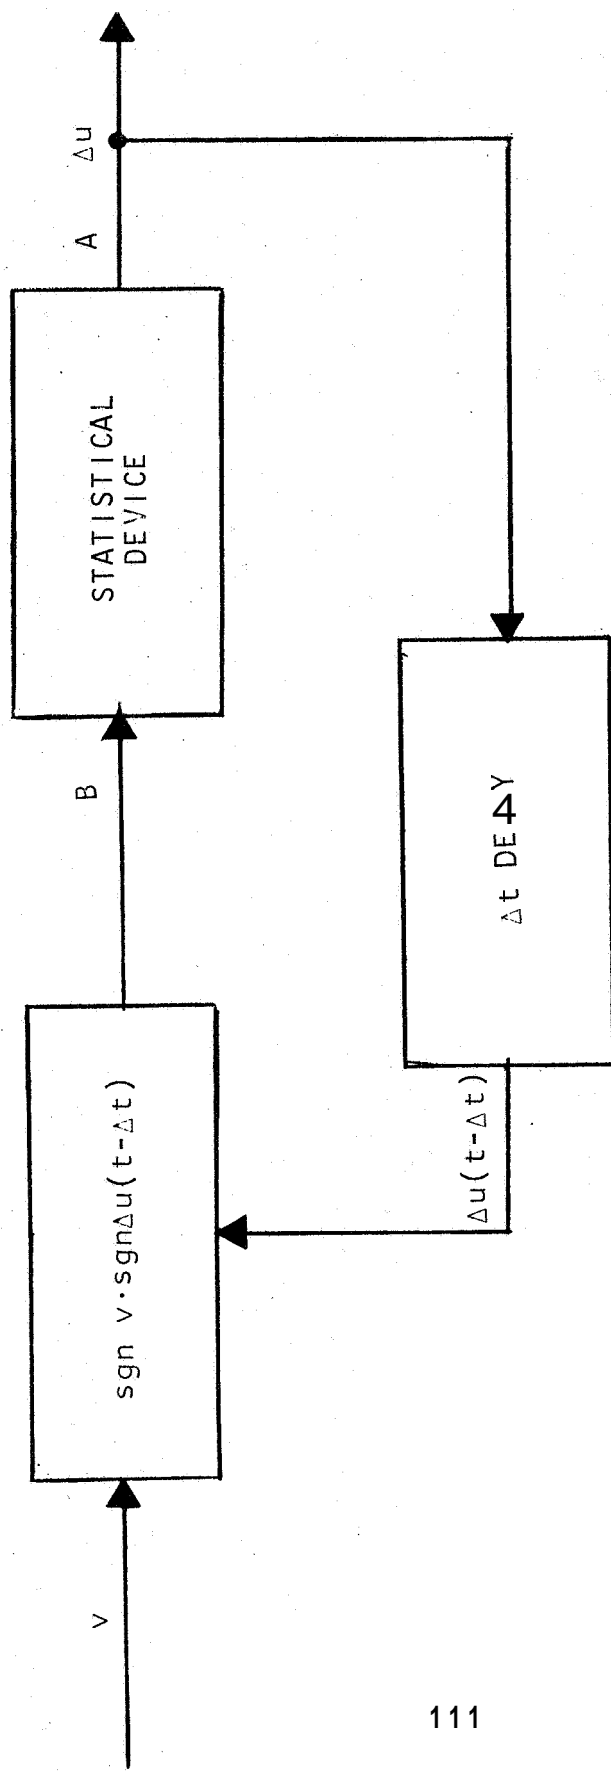 v
sgn v·sgnΔu(t-Δt)
B
STATISTICAL
DEVICE
A
Δu
Δu(t-Δt)
Δt DE4Y
111